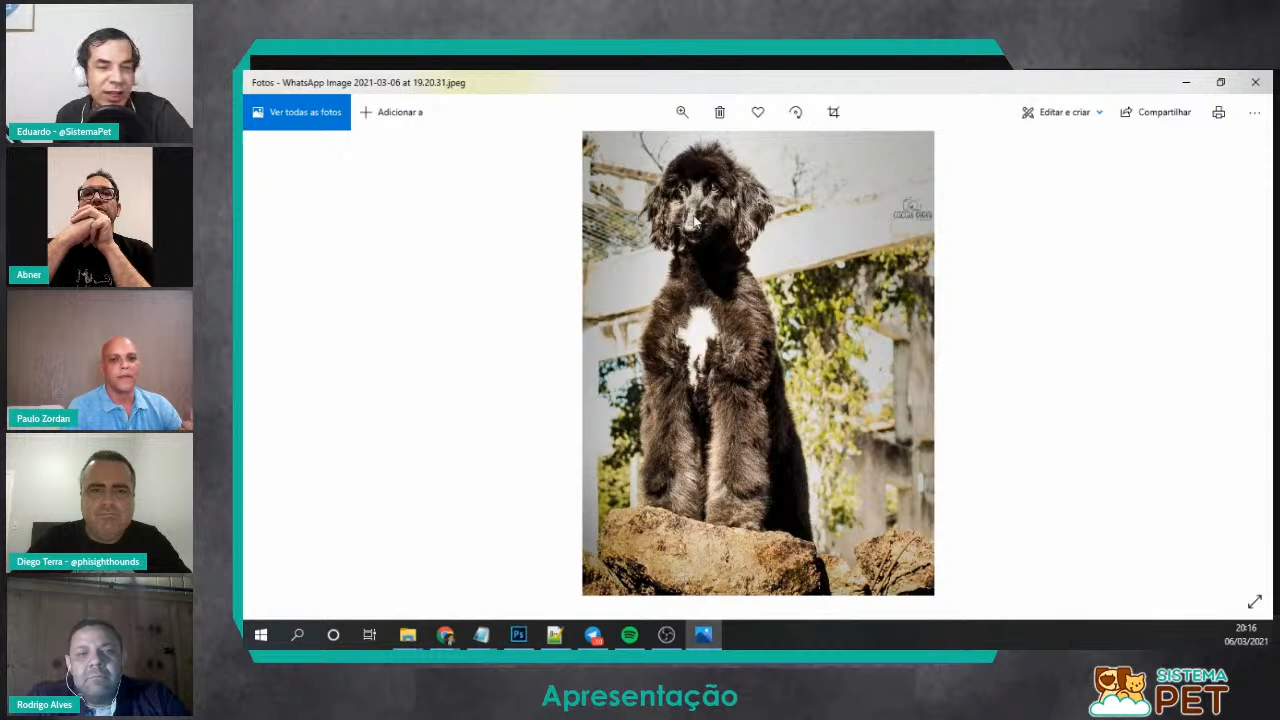 Eduardo - @SistemaPet
Abner
Paulo Zordan
Diego Terra - @phisighthounds
Rodrigo Alves
Fotos - WhatsApp Image 2021-03-06 at 19.20.31.jpeg
Ver todas as fotos
Adicionar a
Editar e criar
Compartilhar
Ps
20:16
06/03/2021
Apresentação
SISTEMA
PET